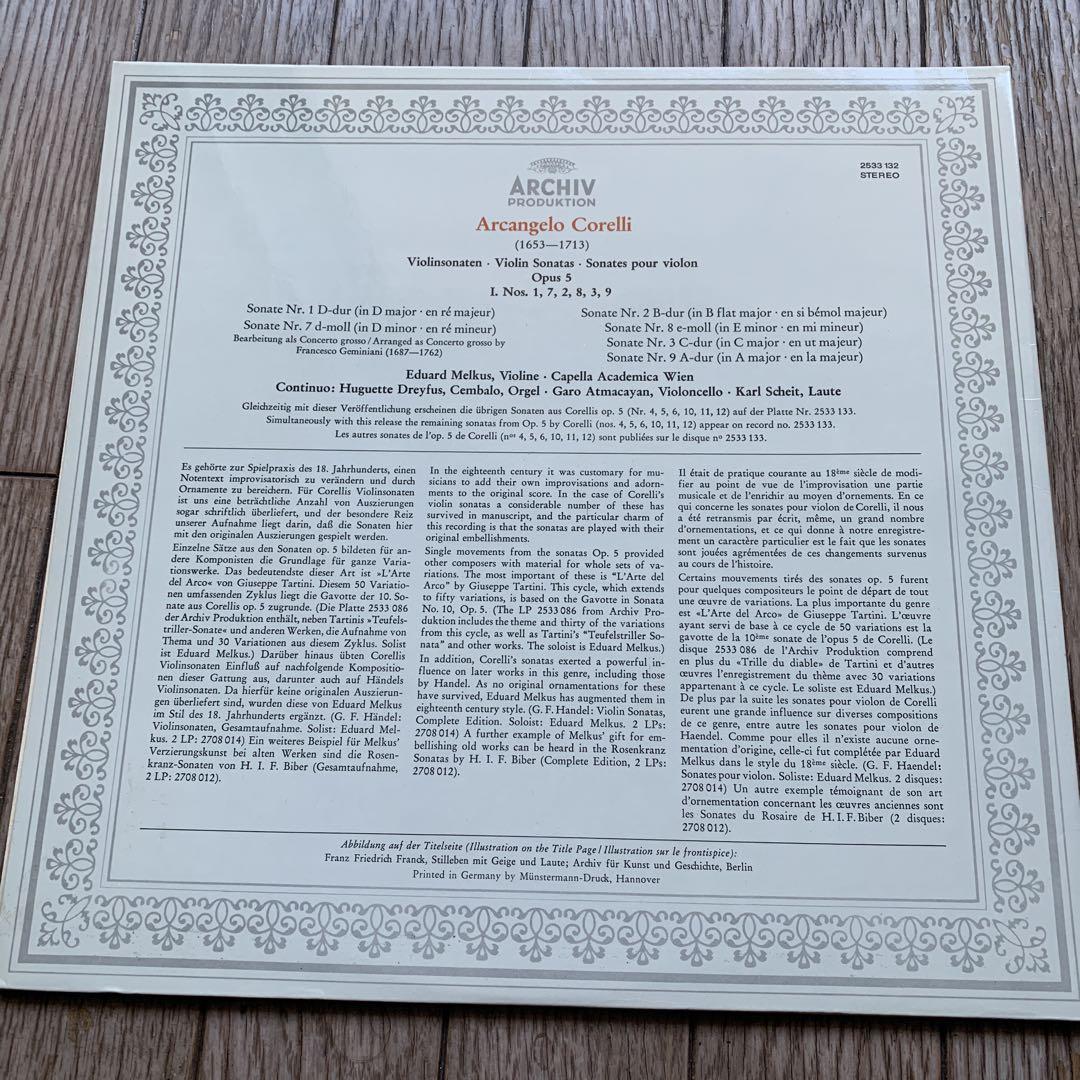 2533 132
STEREO
ARCHIV
PRODUKTION
Arcangelo Corelli
(1653—1713)
Violinsonaten · Violin Sonatas · Sonates pour violon
Opus 5
I. Nos. 1, 7, 2, 8, 3, 9
Sonate Nr. 1 D-dur (in D major · en ré majeur)
Sonate Nr. 7 d-moll (in D minor · en ré mineur)
Bearbeitung als Concerto grosso / Arranged as Concerto grosso by
Francesco Geminiani (1687—1762)
Sonate Nr. 2 B-dur (in B flat major · en si bémol majeur)
Sonate Nr. 8 e-moll (in E minor · en mi mineur)
Sonate Nr. 3 C-dur (in C major · en ut majeur)
Sonate Nr. 9 A-dur (in A major · en la majeur)
Eduard Melkus, Violine · Capella Academica Wien
Continuo: Huguette Dreyfus, Cembalo, Orgel · Garo Atmacayan, Violoncello · Karl Scheit, Laute
Gleichzeitig mit dieser Veröffentlichung erscheinen die übrigen Sonaten aus Corellis op. 5 (Nr. 4, 5, 6, 10, 11, 12) auf der Platte Nr. 2533 133.
Simultaneously with this release the remaining sonatas from Op. 5 by Corelli (nos. 4, 5, 6, 10, 11, 12) appear on record no. 2533 133.
Les autres sonates de l'op. 5 de Corelli (nos 4, 5, 6, 10, 11, 12) sont publiées sur le disque no 2533 133.
Es gehörte zur Spielpraxis des 18. Jahrhunderts, einen
Notentext improvisatorisch zu verändern und durch
Ornamente zu bereichern. Für Corellis Violinsonaten
ist uns eine beträchtliche Anzahl von Auszierungen
sogar schriftlich überliefert, und der besondere Reiz
unserer Aufnahme liegt darin, daß die Sonaten hier
mit den originalen Auszierungen gespielt werden.
Einzelne Sätze aus den Sonaten op. 5 bildeten für an-
dere Komponisten die Grundlage für ganze Varia-
tionswerke. Das bedeutendste dieser Art ist »L'Arte
del Arco« von Giuseppe Tartini. Diesem 50 Variatio-
nen umfassenden Zyklus liegt die Gavotte der 10. So-
nate aus Corellis op. 5 zugrunde. (Die Platte 2533 086
der Archiv Produktion enthält, neben Tartinis »Teufels-
triller-Sonate« und anderen Werken, die Aufnahme von
Thema und 30 Variationen aus diesem Zyklus. Solist
ist Eduard Melkus.) Darüber hinaus übten Corellis
Violinsonaten Einfluß auf nachfolgende Kompositio-
nen dieser Gattung aus, darunter auch auf Händels
Violinsonaten. Da hierfür keine originalen Auszierun-
gen überliefert sind, wurden diese von Eduard Melkus
im Stil des 18. Jahrhunderts ergänzt. (G. F. Händel:
Violinsonaten, Gesamtaufnahme. Solist: Eduard Mel-
kus. 2 LP: 2708 014) Ein weiteres Beispiel für Melkus'
Verzierungskunst bei alten Werken sind die Rosen-
kranz-Sonaten von H. I. F. Biber (Gesamtaufnahme,
2 LP: 2708 012).
In the eighteenth century it was customary for mu-
sicians to add their own improvisations and adorn-
ments to the original score. In the case of Corelli's
violin sonatas a considerable number of these has
survived in manuscript, and the particular charm of
this recording is that the sonatas are played with their
original embellishments.
Single movements from the sonatas Op. 5 provided
other composers with material for whole sets of va-
riations. The most important of these is “L'Arte del
Arco” by Giuseppe Tartini. This cycle, which extends
to fifty variations, is based on the Gavotte in Sonata
No. 10, Op. 5. (The LP 2533 086 from Archiv Pro-
duktion includes the theme and thirty of the variations
from this cycle, as well as Tartini's “Teufelstriller So-
nata” and other works. The soloist is Eduard Melkus.)
In addition, Corelli's sonatas exerted a powerful in-
fluence on later works in this genre, including those
by Handel. As no original ornamentations for these
have survived, Eduard Melkus has augmented them in
eighteenth century style. (G. F. Handel: Violin Sonatas,
Complete Edition. Soloist: Eduard Melkus. 2 LPs:
2708 014) A further example of Melkus' gift for em-
bellishing old works can be heard in the Rosenkranz
Sonatas by H. I. F. Biber (Complete Edition, 2 LPs:
2708 012).
Il était de pratique courante au 18ème siècle de modi-
fier au point de vue de l'improvisation une partie
musicale et de l'enrichir au moyen d'ornements. En ce
qui concerne les sonates pour violon de Corelli, il nous
a été retransmis par écrit, même, un grand nombre
d'ornementations, et ce qui donne à notre enregistre-
ment un caractère particulier est le fait que les sonates
sont jouées agrémentées de ces changements survenus
au cours de l'histoire.
Certains mouvements tirés des sonates op. 5 furent
pour quelques compositeurs le point de départ de tout
une œuvre de variations. La plus importante du genre
est «L'Arte del Arco» de Giuseppe Tartini. L'œuvre
ayant servi de base à ce cycle de 50 variations est la
gavotte de la 10ème sonate de l'opus 5 de Corelli. (Le
disque 2533 086 de l'Archiv Produktion comprend
en plus du «Trille du diable» de Tartini et d'autres
œuvres l'enregistrement du thème avec 30 variations
appartenant à ce cycle. Le soliste est Eduard Melkus.)
De plus par la suite les sonates pour violon de Corelli
eurent une grande influence sur diverses compositions
de ce genre, entre autre les sonates pour violon de
Haendel. Comme pour elles il n'existe aucune orne-
mentation d'origine, celle-ci fut complétée par Eduard
Melkus dans le style du 18ème siècle. (G. F. Haendel:
Sonates pour violon. Soliste: Eduard Melkus. 2 disques:
2708 014) Un autre exemple témoignant de son art
d'ornementation concernant les œuvres anciennes sont
les Sonates du Rosaire de H. I. F. Biber (2 disques:
2708 012).
Abbildung auf der Titelseite (Illustration on the Title Page / Illustration sur le frontispice):
Franz Friedrich Franck, Stilleben mit Geige und Laute; Archiv für Kunst und Geschichte, Berlin
Printed in Germany by Münstermann-Druck, Hannover